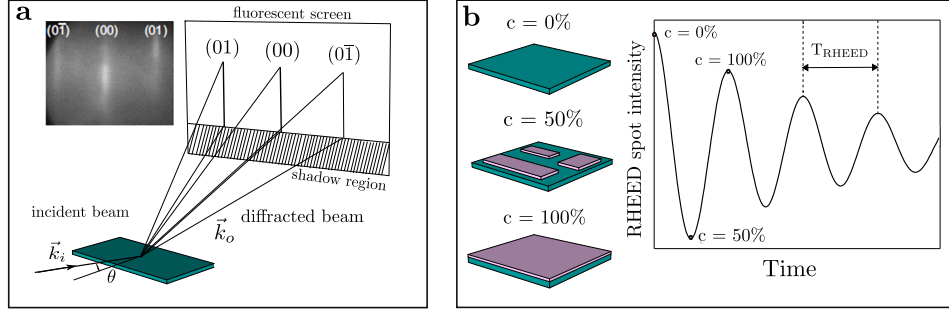 a
fluorescent screen
(01̅) (00) (01)
(01) (00) (01̅)
shadow region
incident beam
diffracted beam
k⃗ₒ
k⃗ᵢ
θ
b
c = 0%
c = 50%
c = 100%
RHEED spot intensity
c = 0%
c = 100%
T_RHEED
c = 50%
Time